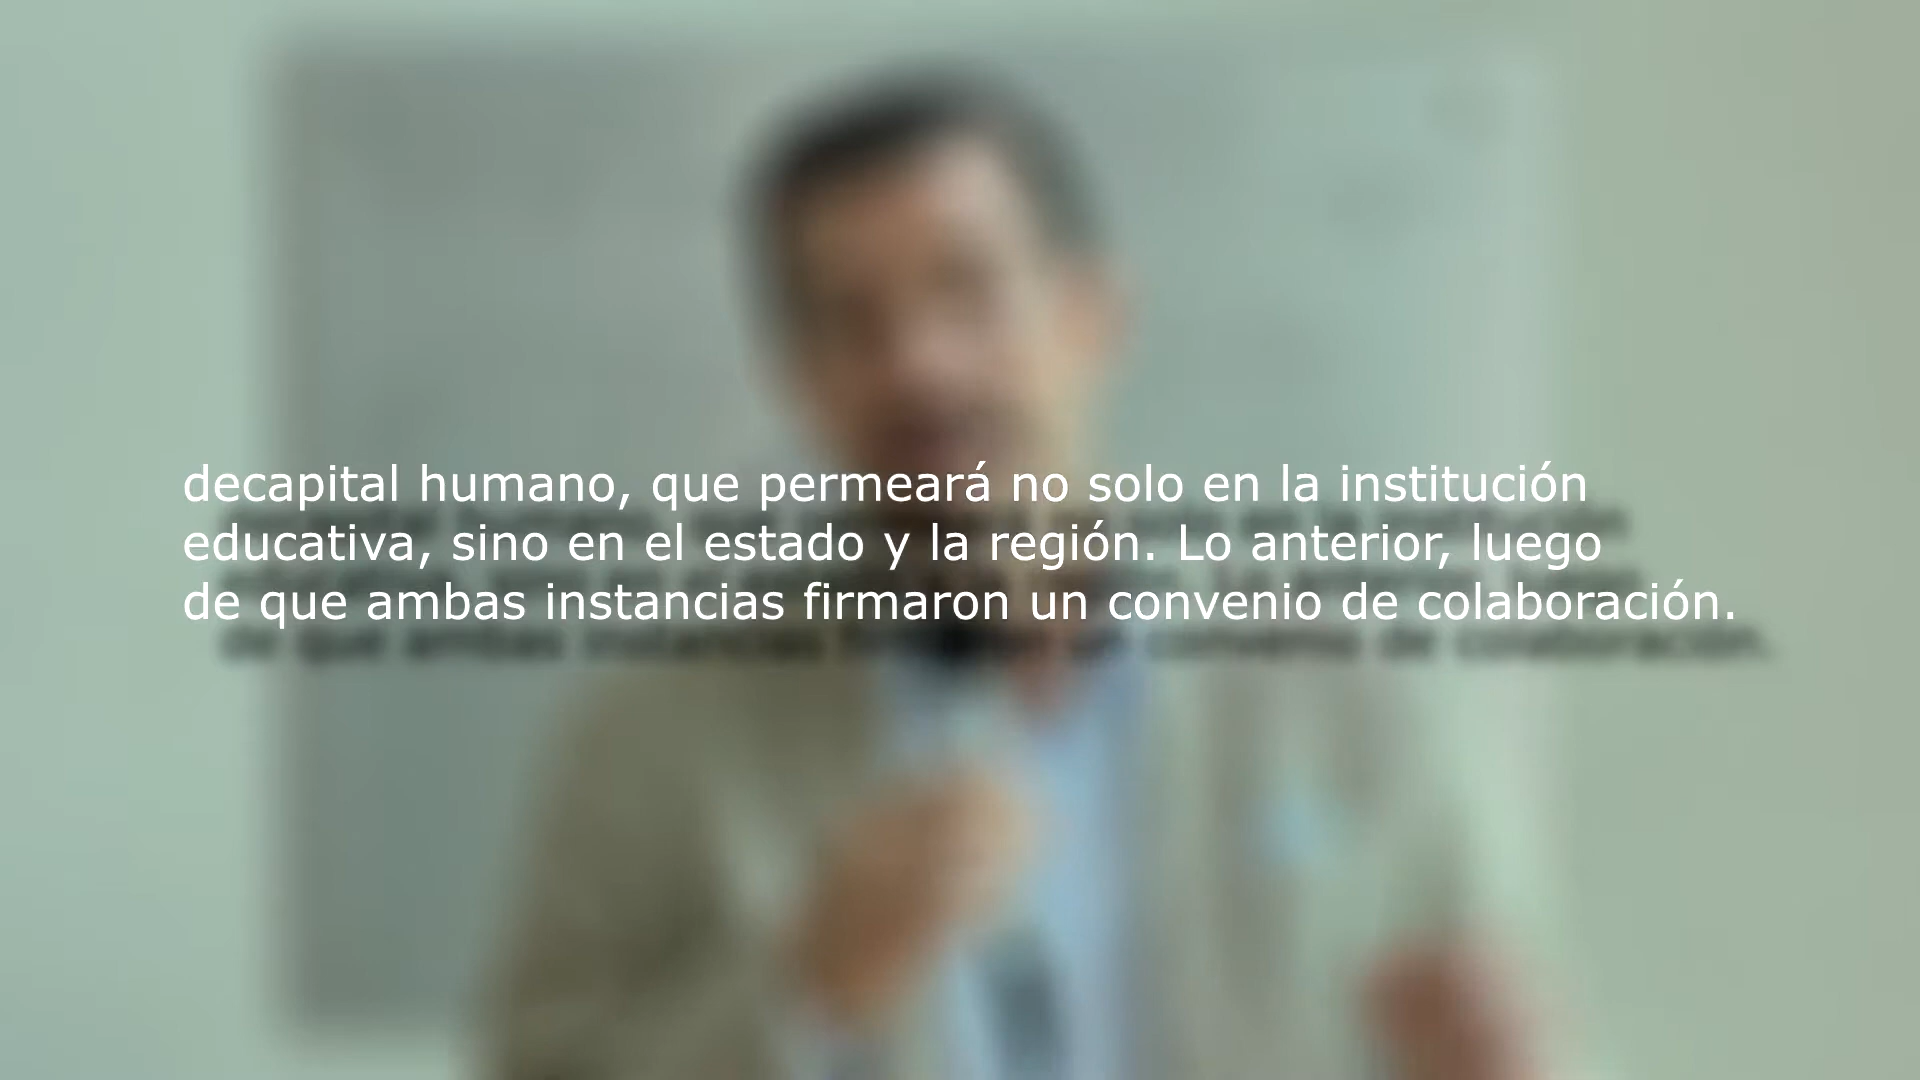 decapital humano, que permeará no solo en la institución
educativa, sino en el estado y la región. Lo anterior, luego
de que ambas instancias firmaron un convenio de colaboración.